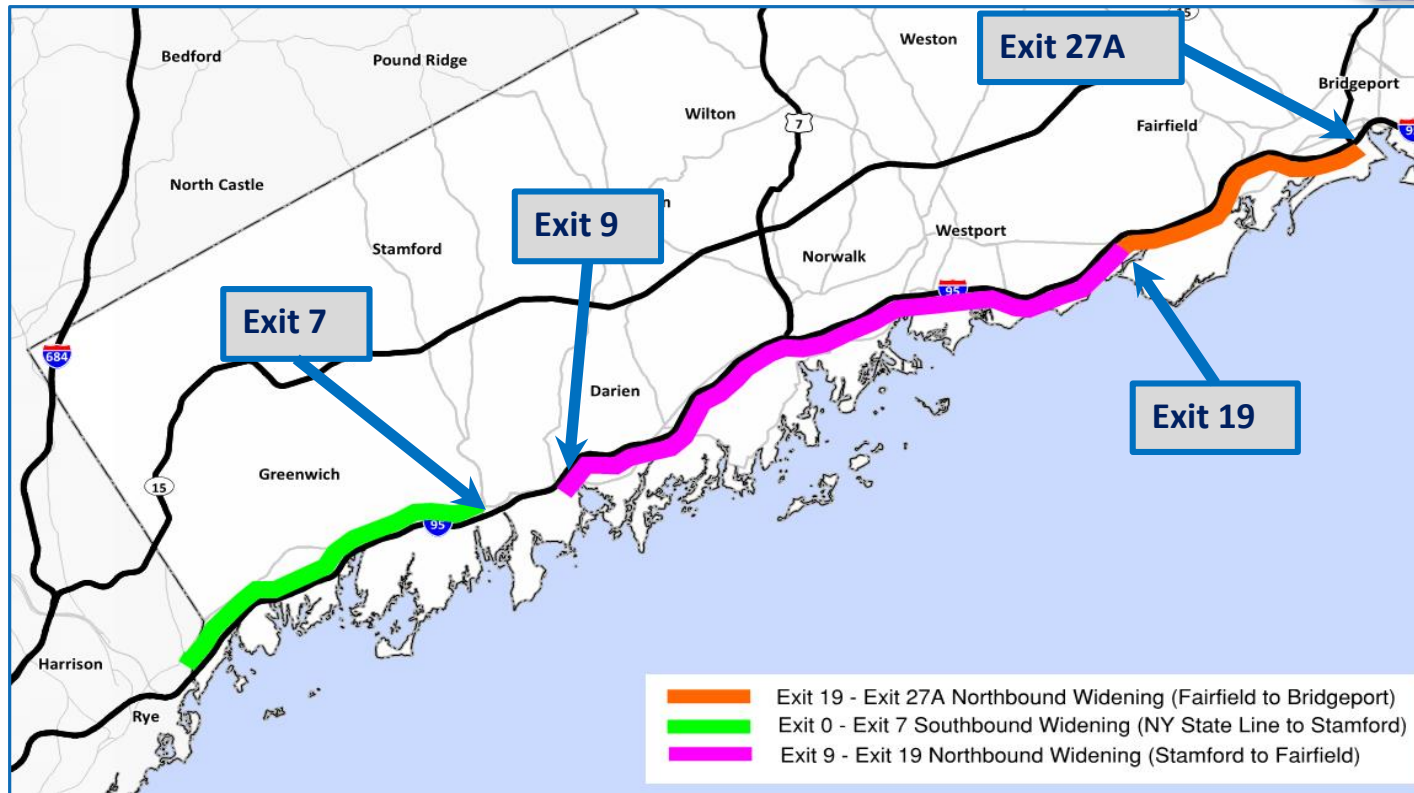 15
Weston
Exit 27A
Bedford
Pound Ridge
Bridgeport
Wilton
7
Fairfield
North Castle
Exit 9
Stamford
Westport
Norwalk
95
Exit 7
684
Darien
Exit 19
Greenwich
15
95
Harrison
Rye
Exit 19 - Exit 27A Northbound Widening (Fairfield to Bridgeport)
Exit 0 - Exit 7 Southbound Widening (NY State Line to Stamford)
Exit 9 - Exit 19 Northbound Widening (Stamford to Fairfield)